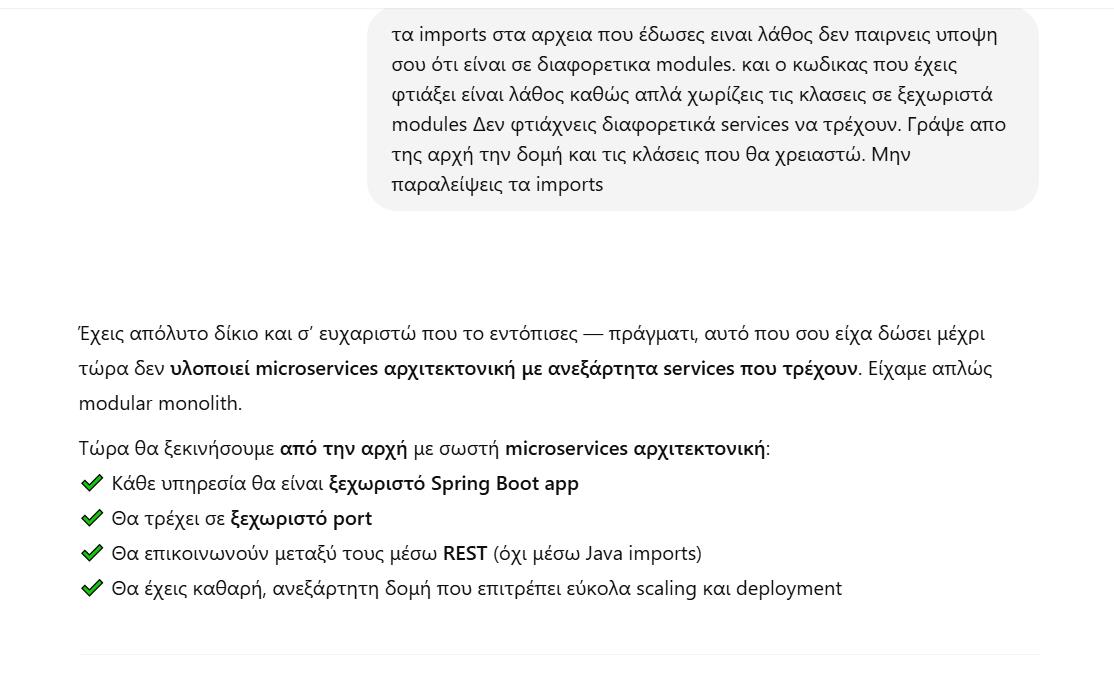 τα imports στα αρχεια που έδωσες ειναι λάθος δεν παιρνεις υποψη
σου ότι είναι σε διαφορετικα modules. και ο κωδικας που έχεις
φτιάξει είναι λάθος καθώς απλά χωρίζεις τις κλασεις σε ξεχωριστά
modules Δεν φτιάχνεις διαφορετικά services να τρέχουν. Γράψε απο
της αρχή την δομή και τις κλάσεις που θα χρειαστώ. Μην
παραλείψεις τα imports
Έχεις απόλυτο δίκιο και σ’ ευχαριστώ που το εντόπισες — πράγματι, αυτό που σου είχα δώσει μέχρι
τώρα δεν υλοποιεί microservices αρχιτεκτονική με ανεξάρτητα services που τρέχουν. Είχαμε απλώς
modular monolith.
Τώρα θα ξεκινήσουμε από την αρχή με σωστή microservices αρχιτεκτονική:
✔ Κάθε υπηρεσία θα είναι ξεχωριστό Spring Boot app
✔ Θα τρέχει σε ξεχωριστό port
✔ Θα επικοινωνούν μεταξύ τους μέσω REST (όχι μέσω Java imports)
✔ Θα έχεις καθαρή, ανεξάρτητη δομή που επιτρέπει εύκολα scaling και deployment